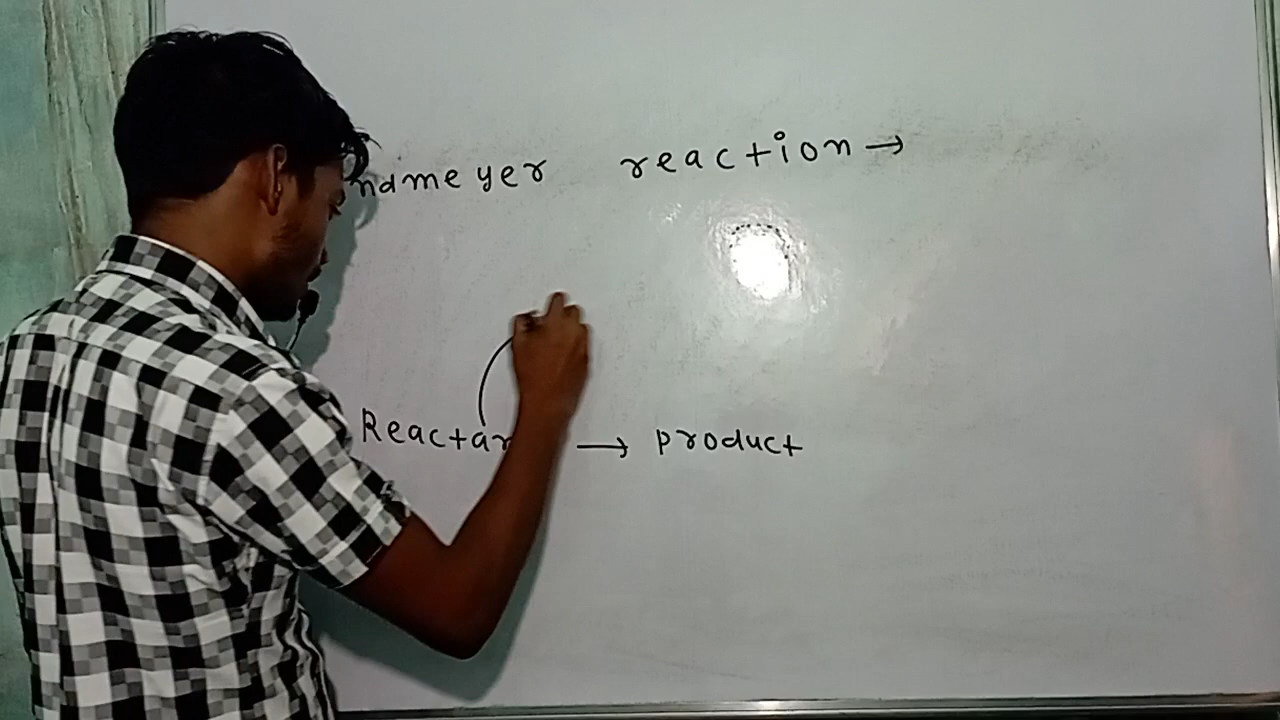 ndmeyer reaction →
Reactan → product